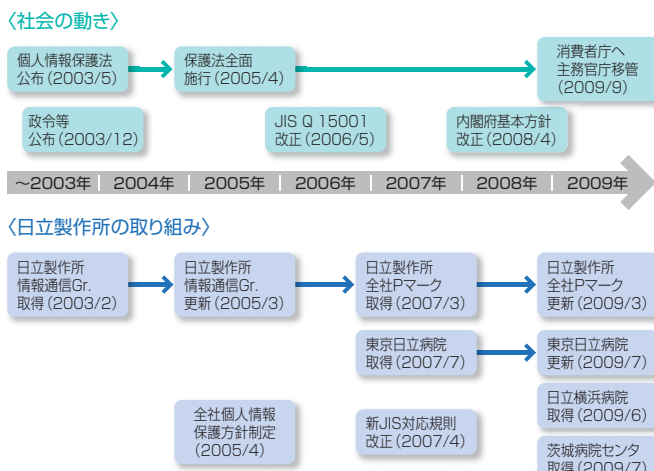 〈社会の動き〉
個人情報保護法
公布(2003/5)
保護法全面
施行(2005/4)
消費者庁へ
主務官庁移管
(2009/9)
政令等
公布(2003/12)
JIS Q 15001
改正(2006/5)
内閣府基本方針
改正(2008/4)
～2003年 2004年 2005年 2006年 2007年 2008年 2009年
〈日立製作所の取り組み〉
日立製作所
情報通信Gr.
取得(2003/2)
日立製作所
情報通信Gr.
更新(2005/3)
日立製作所
全社Pマーク
取得(2007/3)
日立製作所
全社Pマーク
更新(2009/3)
東京日立病院
取得(2007/7)
東京日立病院
更新(2009/7)
日立横浜病院
取得(2009/6)
全社個人情報
保護方針制定
(2005/4)
新JIS対応規則
改正(2007/4)
茨城病院センタ
取得(2009/7)